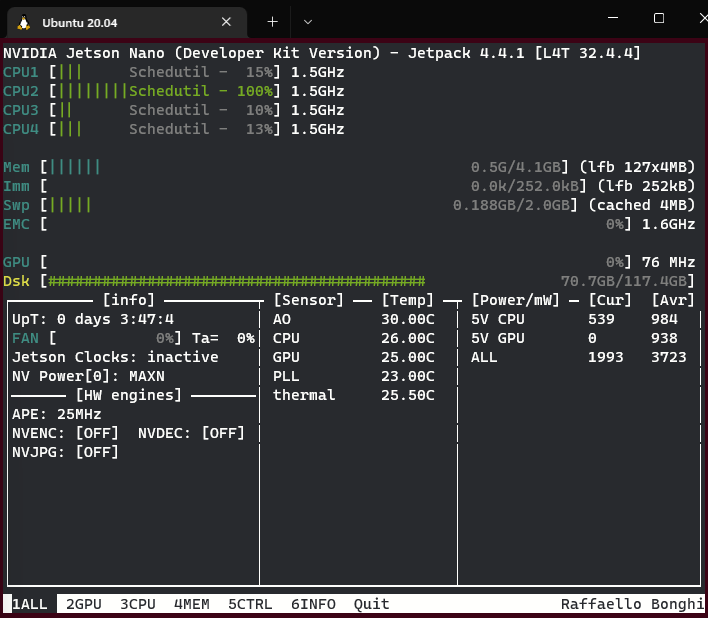 Ubuntu 20.04
NVIDIA Jetson Nano (Developer Kit Version) - Jetpack 4.4.1 [L4T 32.4.4]
CPU1 [||| Schedutil - 15%] 1.5GHz
CPU2 [||||||||Schedutil - 100%] 1.5GHz
CPU3 [|| Schedutil - 10%] 1.5GHz
CPU4 [||| Schedutil - 13%] 1.5GHz
Mem [|||||| 0.5G/4.1GB] (lfb 127x4MB)
Imm [ 0.0k/252.0kB] (lfb 252kB)
Swp [||||| 0.188GB/2.0GB] (cached 4MB)
EMC [ 0%] 1.6GHz
GPU [ 0%] 76 MHz
Dsk [########################################## 70.7GB/117.4GB]
[info] [Sensor] [Temp] [Power/mW] [Cur] [Avr]
UpT: 0 days 3:47:4 AO 30.00C 5V CPU 539 984
FAN [ 0%] Ta= 0% CPU 26.00C 5V GPU 0 938
Jetson Clocks: inactive GPU 25.00C ALL 1993 3723
NV Power[0]: MAXN PLL 23.00C
[HW engines] thermal 25.50C
APE: 25MHz
NVENC: [OFF] NVDEC: [OFF]
NVJPG: [OFF]
1ALL 2GPU 3CPU 4MEM 5CTRL 6INFO Quit Raffaello Bonghi